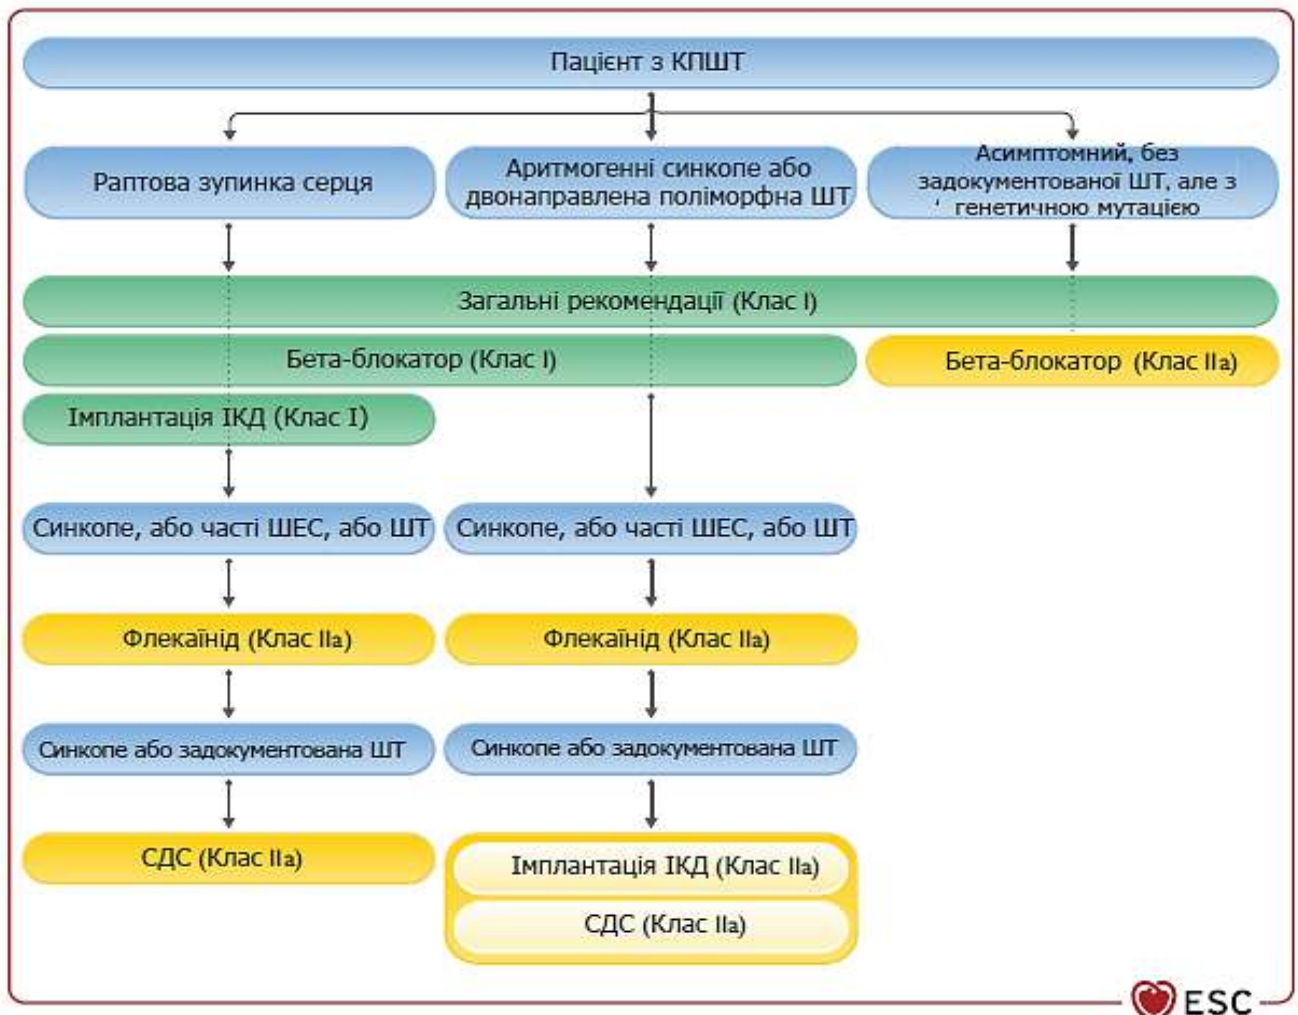 Пацієнт з КПШТ
Раптова зупинка серця
Аритмогенні синкопе або
двонаправлена поліморфна ШТ
Асимптомний, без
задокументованої ШТ, але з
генетичною мутацією
Загальні рекомендації (Клас I)
Бета-блокатор (Клас I)
Бета-блокатор (Клас IIa)
Імплантація ІКД (Клас I)
Синкопе, або часті ШЕС, або ШТ
Синкопе, або часті ШЕС, або ШТ
Флекаїнід (Клас IIa)
Флекаїнід (Клас IIa)
Синкопе або задокументована ШТ
Синкопе або задокументована ШТ
СДС (Клас IIa)
Імплантація ІКД (Клас IIa)
СДС (Клас IIa)
ESC